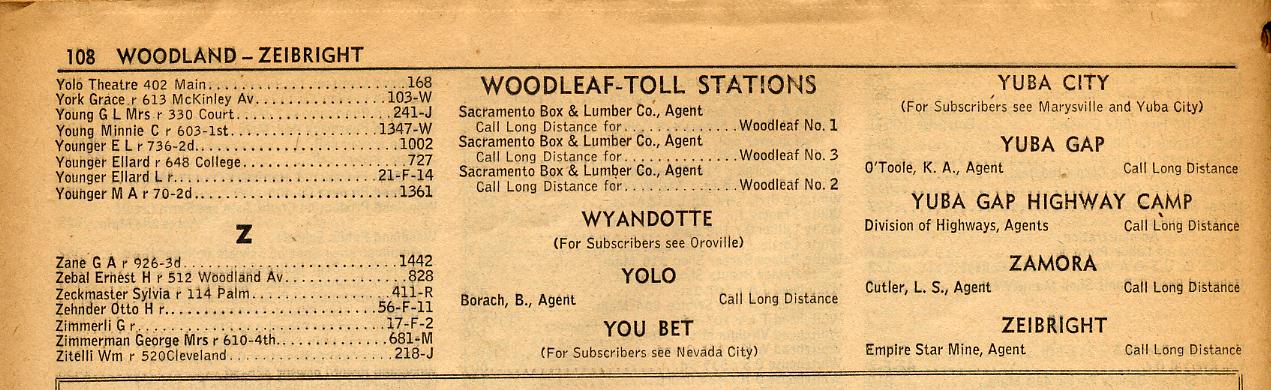 108 WOODLAND – ZEIBRIGHT
Yolo Theatre 402 Main......................168
York Grace r 613 McKinley Av...............103-W
Young G L Mrs r 330 Court..................241-J
Young Minnie C r 603-1st...................1347-W
Younger E L r 736-2d.......................1002
Younger Ellard r 648 College...............727
Younger Ellard L r.........................21-F-14
Younger M A r 70-2d........................1361
Z
Zane G A r 926-3d..........................1442
Zebal Ernest H r 512 Woodland Av...........828
Zeckmaster Sylvia r 114 Palm...............411-R
Zehnder Otto H r...........................56-F-11
Zimmerli G r...............................17-F-2
Zimmerman George Mrs r 610-4th.............681-M
Zitelli Wm r 520Cleveland..................218-J
WOODLEAF-TOLL STATIONS
Sacramento Box & Lumber Co., Agent
Call Long Distance for.............Woodleaf No. 1
Sacramento Box & Lumber Co., Agent
Call Long Distance for.............Woodleaf No. 3
Sacramento Box & Lumber Co., Agent
Call Long Distance for.............Woodleaf No. 2
WYANDOTTE
(For Subscribers see Oroville)
YOLO
Borach, B., Agent Call Long Distance
YOU BET
(For Subscribers see Nevada City)
YUBA CITY
(For Subscribers see Marysville and Yuba City)
YUBA GAP
O'Toole, K. A., Agent Call Long Distance
YUBA GAP HIGHWAY CAMP
Division of Highways, Agents Call Long Distance
ZAMORA
Cutler, L. S., Agent Call Long Distance
ZEIBRIGHT
Empire Star Mine, Agent Call Long Distance